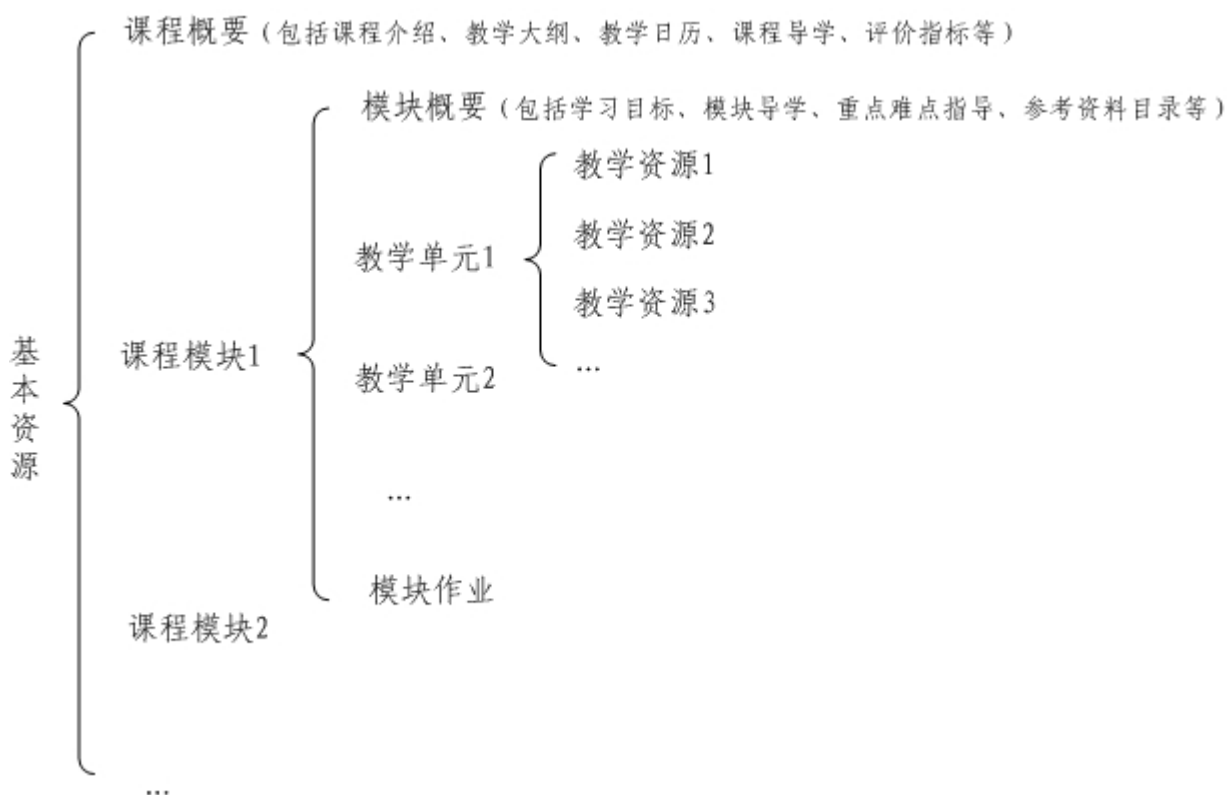 课程概要（包括课程介绍、教学大纲、教学日历、课程导学、评价指标等）
模块概要（包括学习目标、模块导学、重点难点指导、参考资料目录等）
教学资源1
教学资源2
教学单元1
教学资源3
基本资源
课程模块1
教学单元2
...
...
模块作业
课程模块2
...